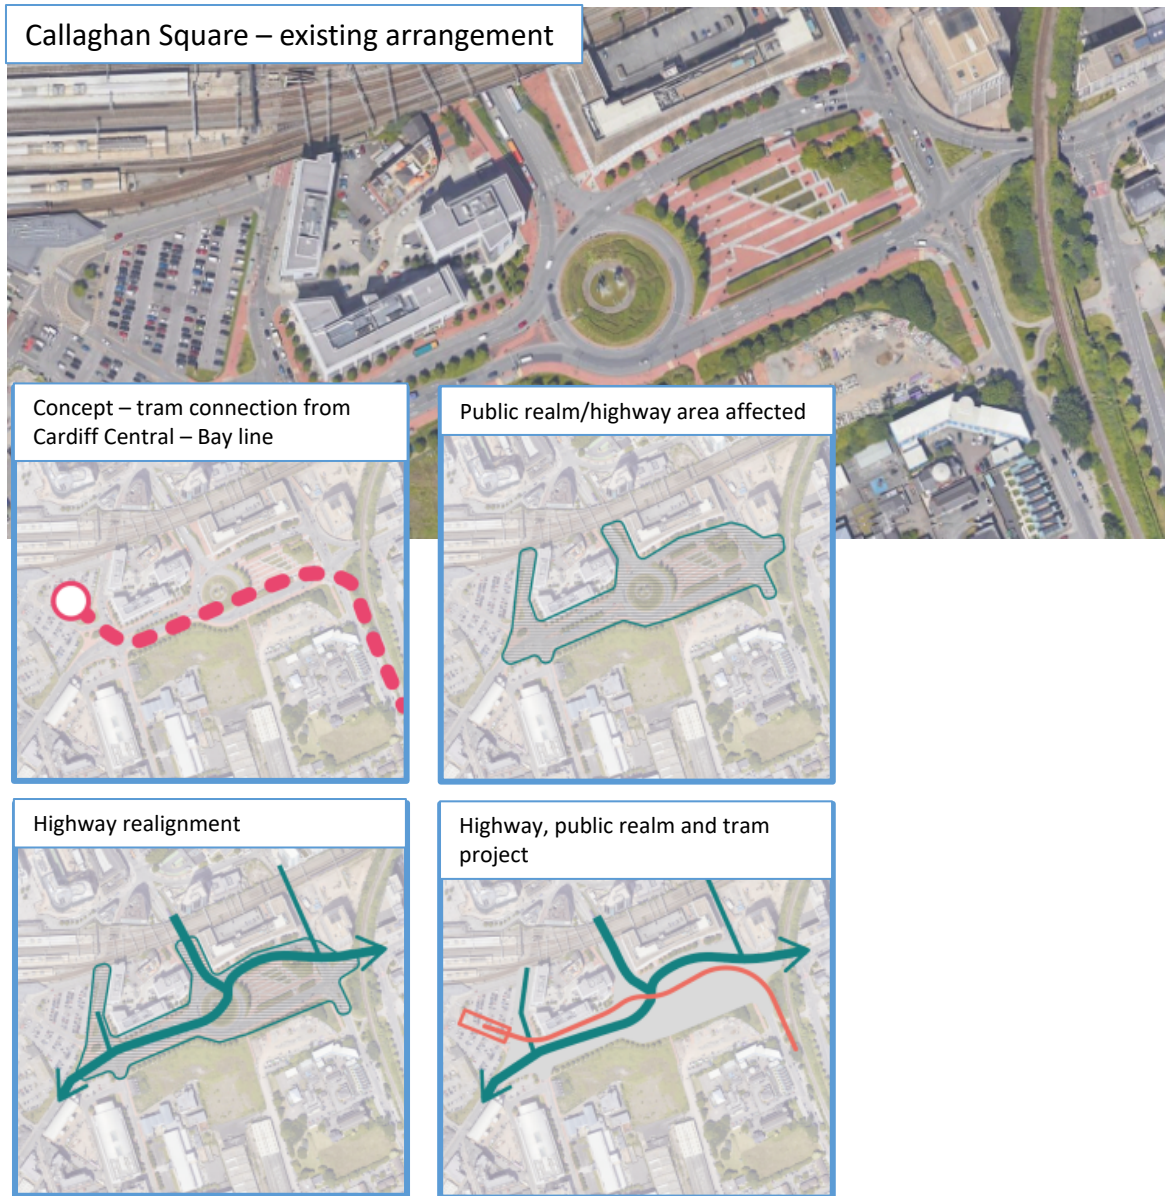 Callaghan Square – existing arrangement
Concept – tram connection from
Cardiff Central – Bay line
Public realm/highway area affected
Highway realignment
Highway, public realm and tram
project